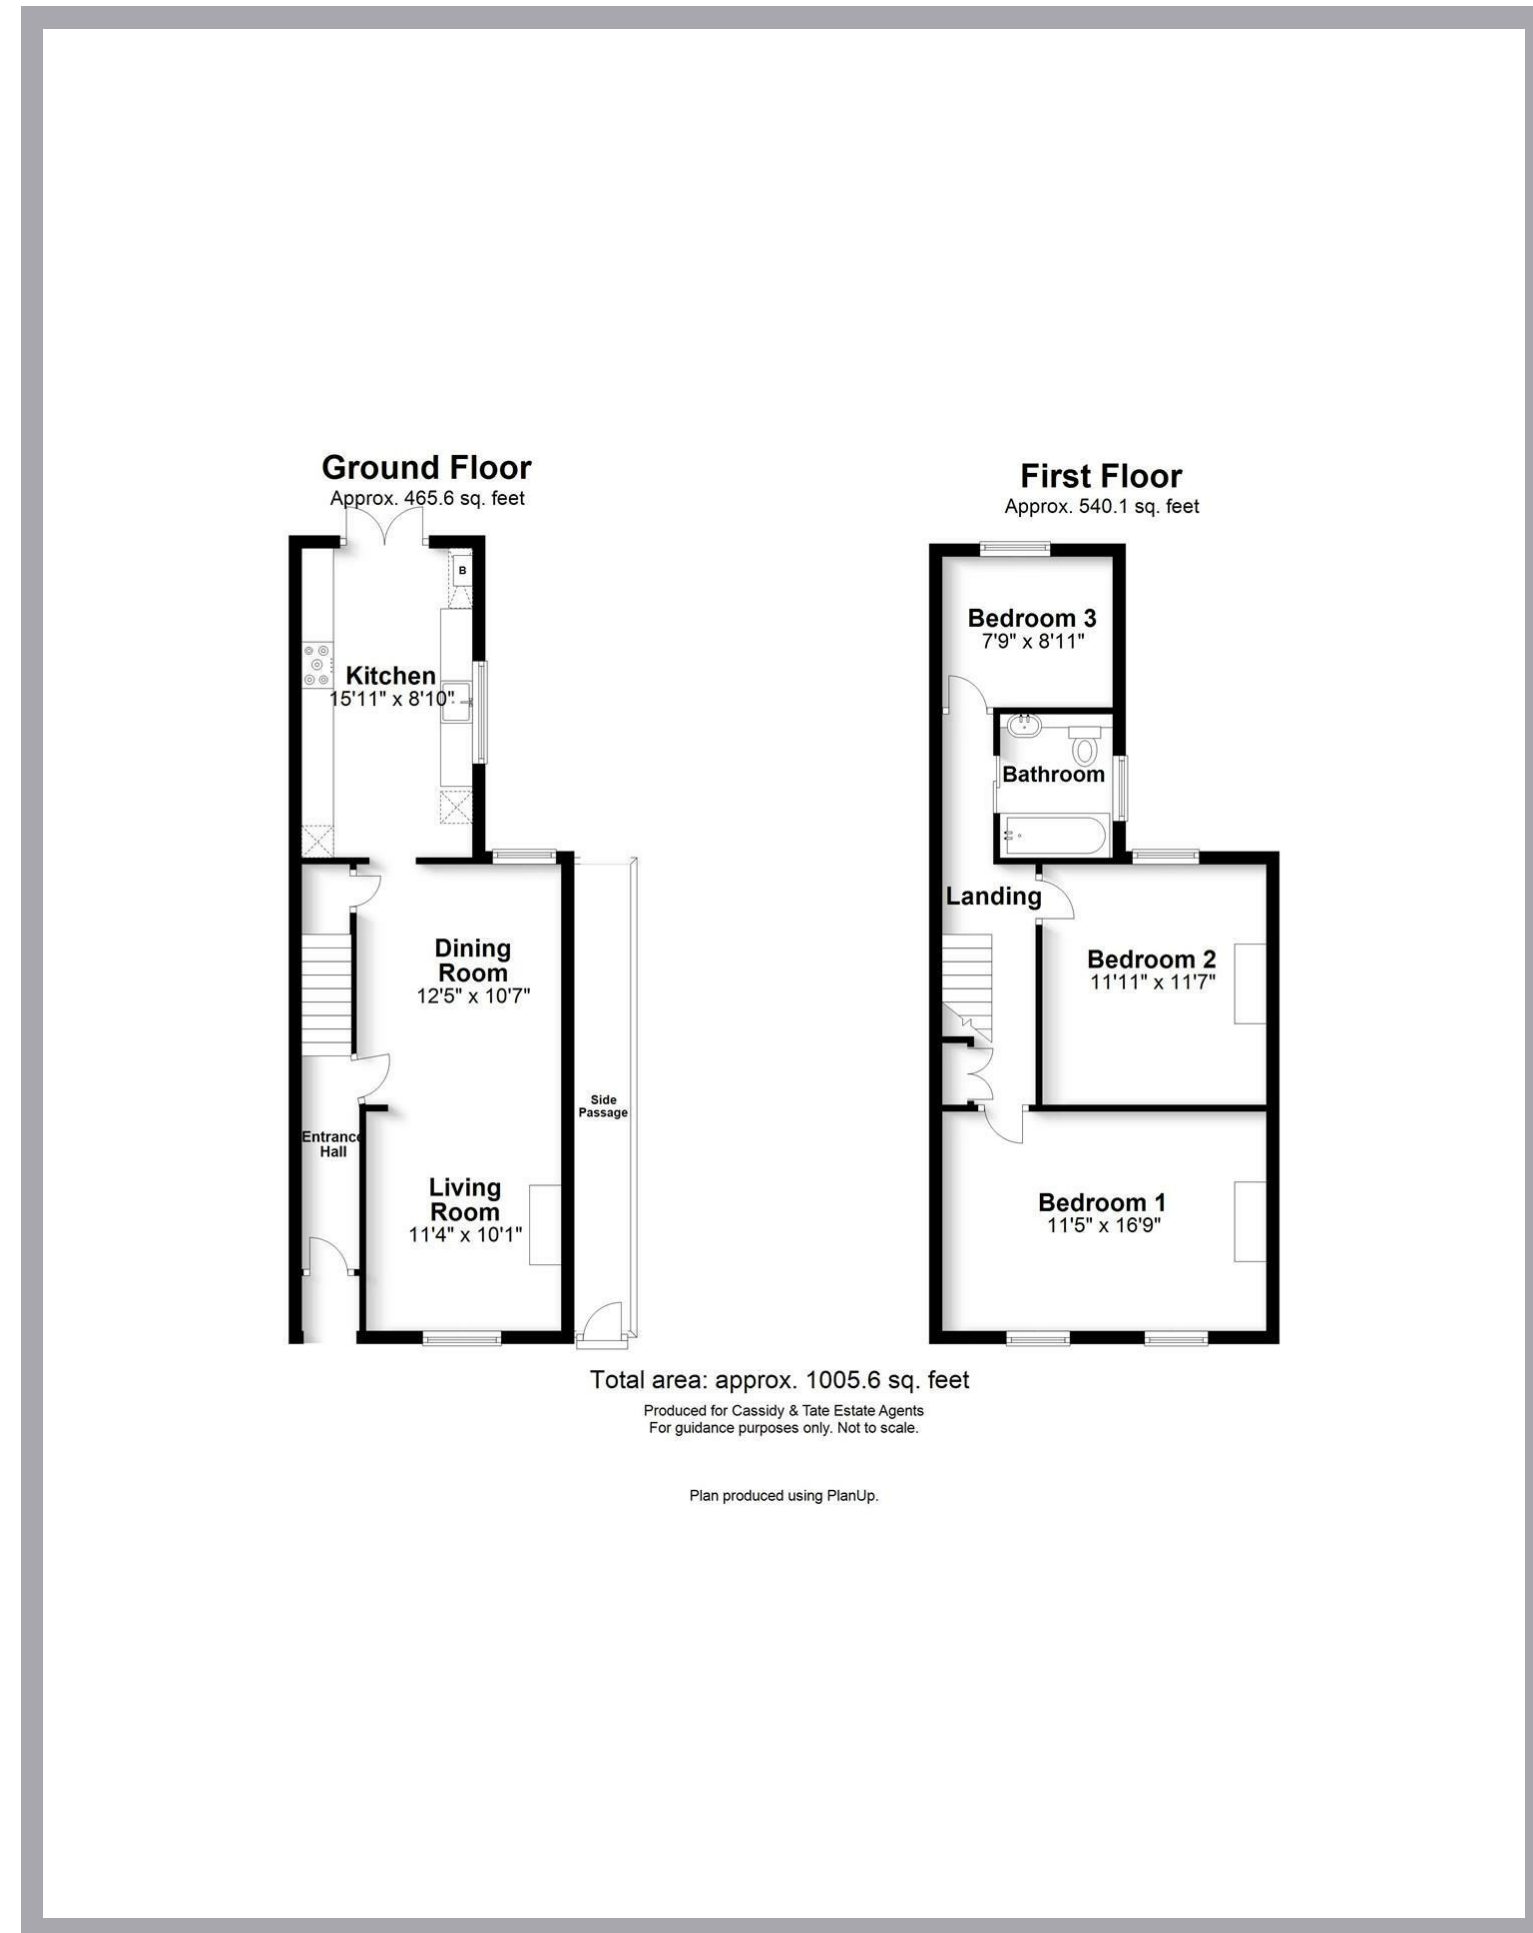 Ground Floor
Approx. 465.6 sq. feet
B
Kitchen
15'11" x 8'10"
Dining
Room
12'5" x 10'7"
Side
Passage
Entrance
Hall
Living
Room
11'4" x 10'1"
First Floor
Approx. 540.1 sq. feet
Bedroom 3
7'9" x 8'11"
Bathroom
Landing
Bedroom 2
11'11" x 11'7"
Bedroom 1
11'5" x 16'9"
Total area: approx. 1005.6 sq. feet
Produced for Cassidy & Tate Estate Agents
For guidance purposes only. Not to scale.
Plan produced using PlanUp.